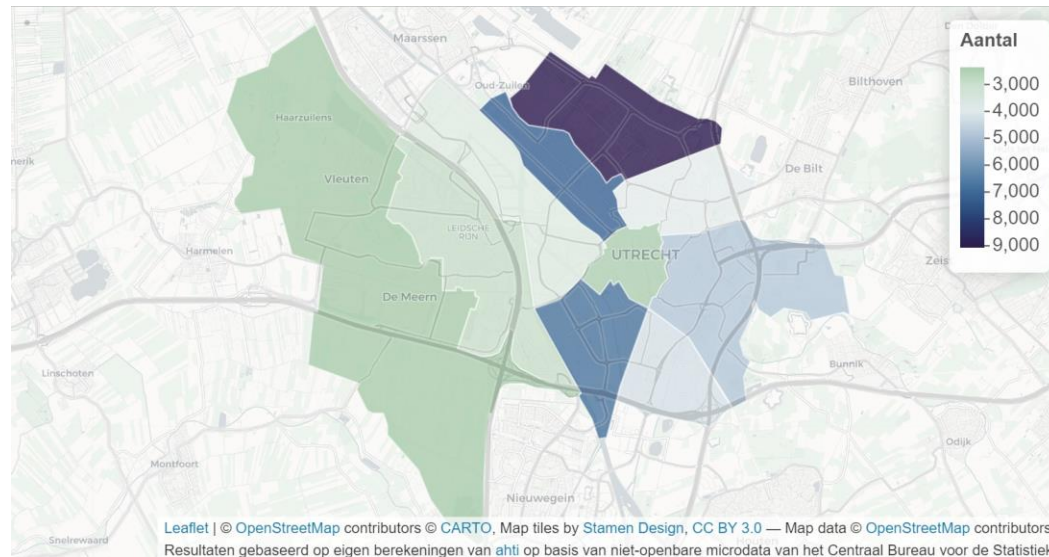 Maarssen
Oud-Zuilen
Bilthoven
Haarzuilens
Vleuten
De Bilt
LEIDSCHE
RIJN
Harmelen
UTRECHT
Zeis
De Meern
Linschoten
Bunnik
Odijk
Montfoort
Nieuwegein
Snelrewaard
Houten
Aantal
3,000
4,000
5,000
6,000
7,000
8,000
9,000
Leaflet | © OpenStreetMap contributors © CARTO, Map tiles by Stamen Design, CC BY 3.0 — Map data © OpenStreetMap contributors
Resultaten gebaseerd op eigen berekeningen van ahti op basis van niet-openbare microdata van het Centraal Bureau voor de Statistiek